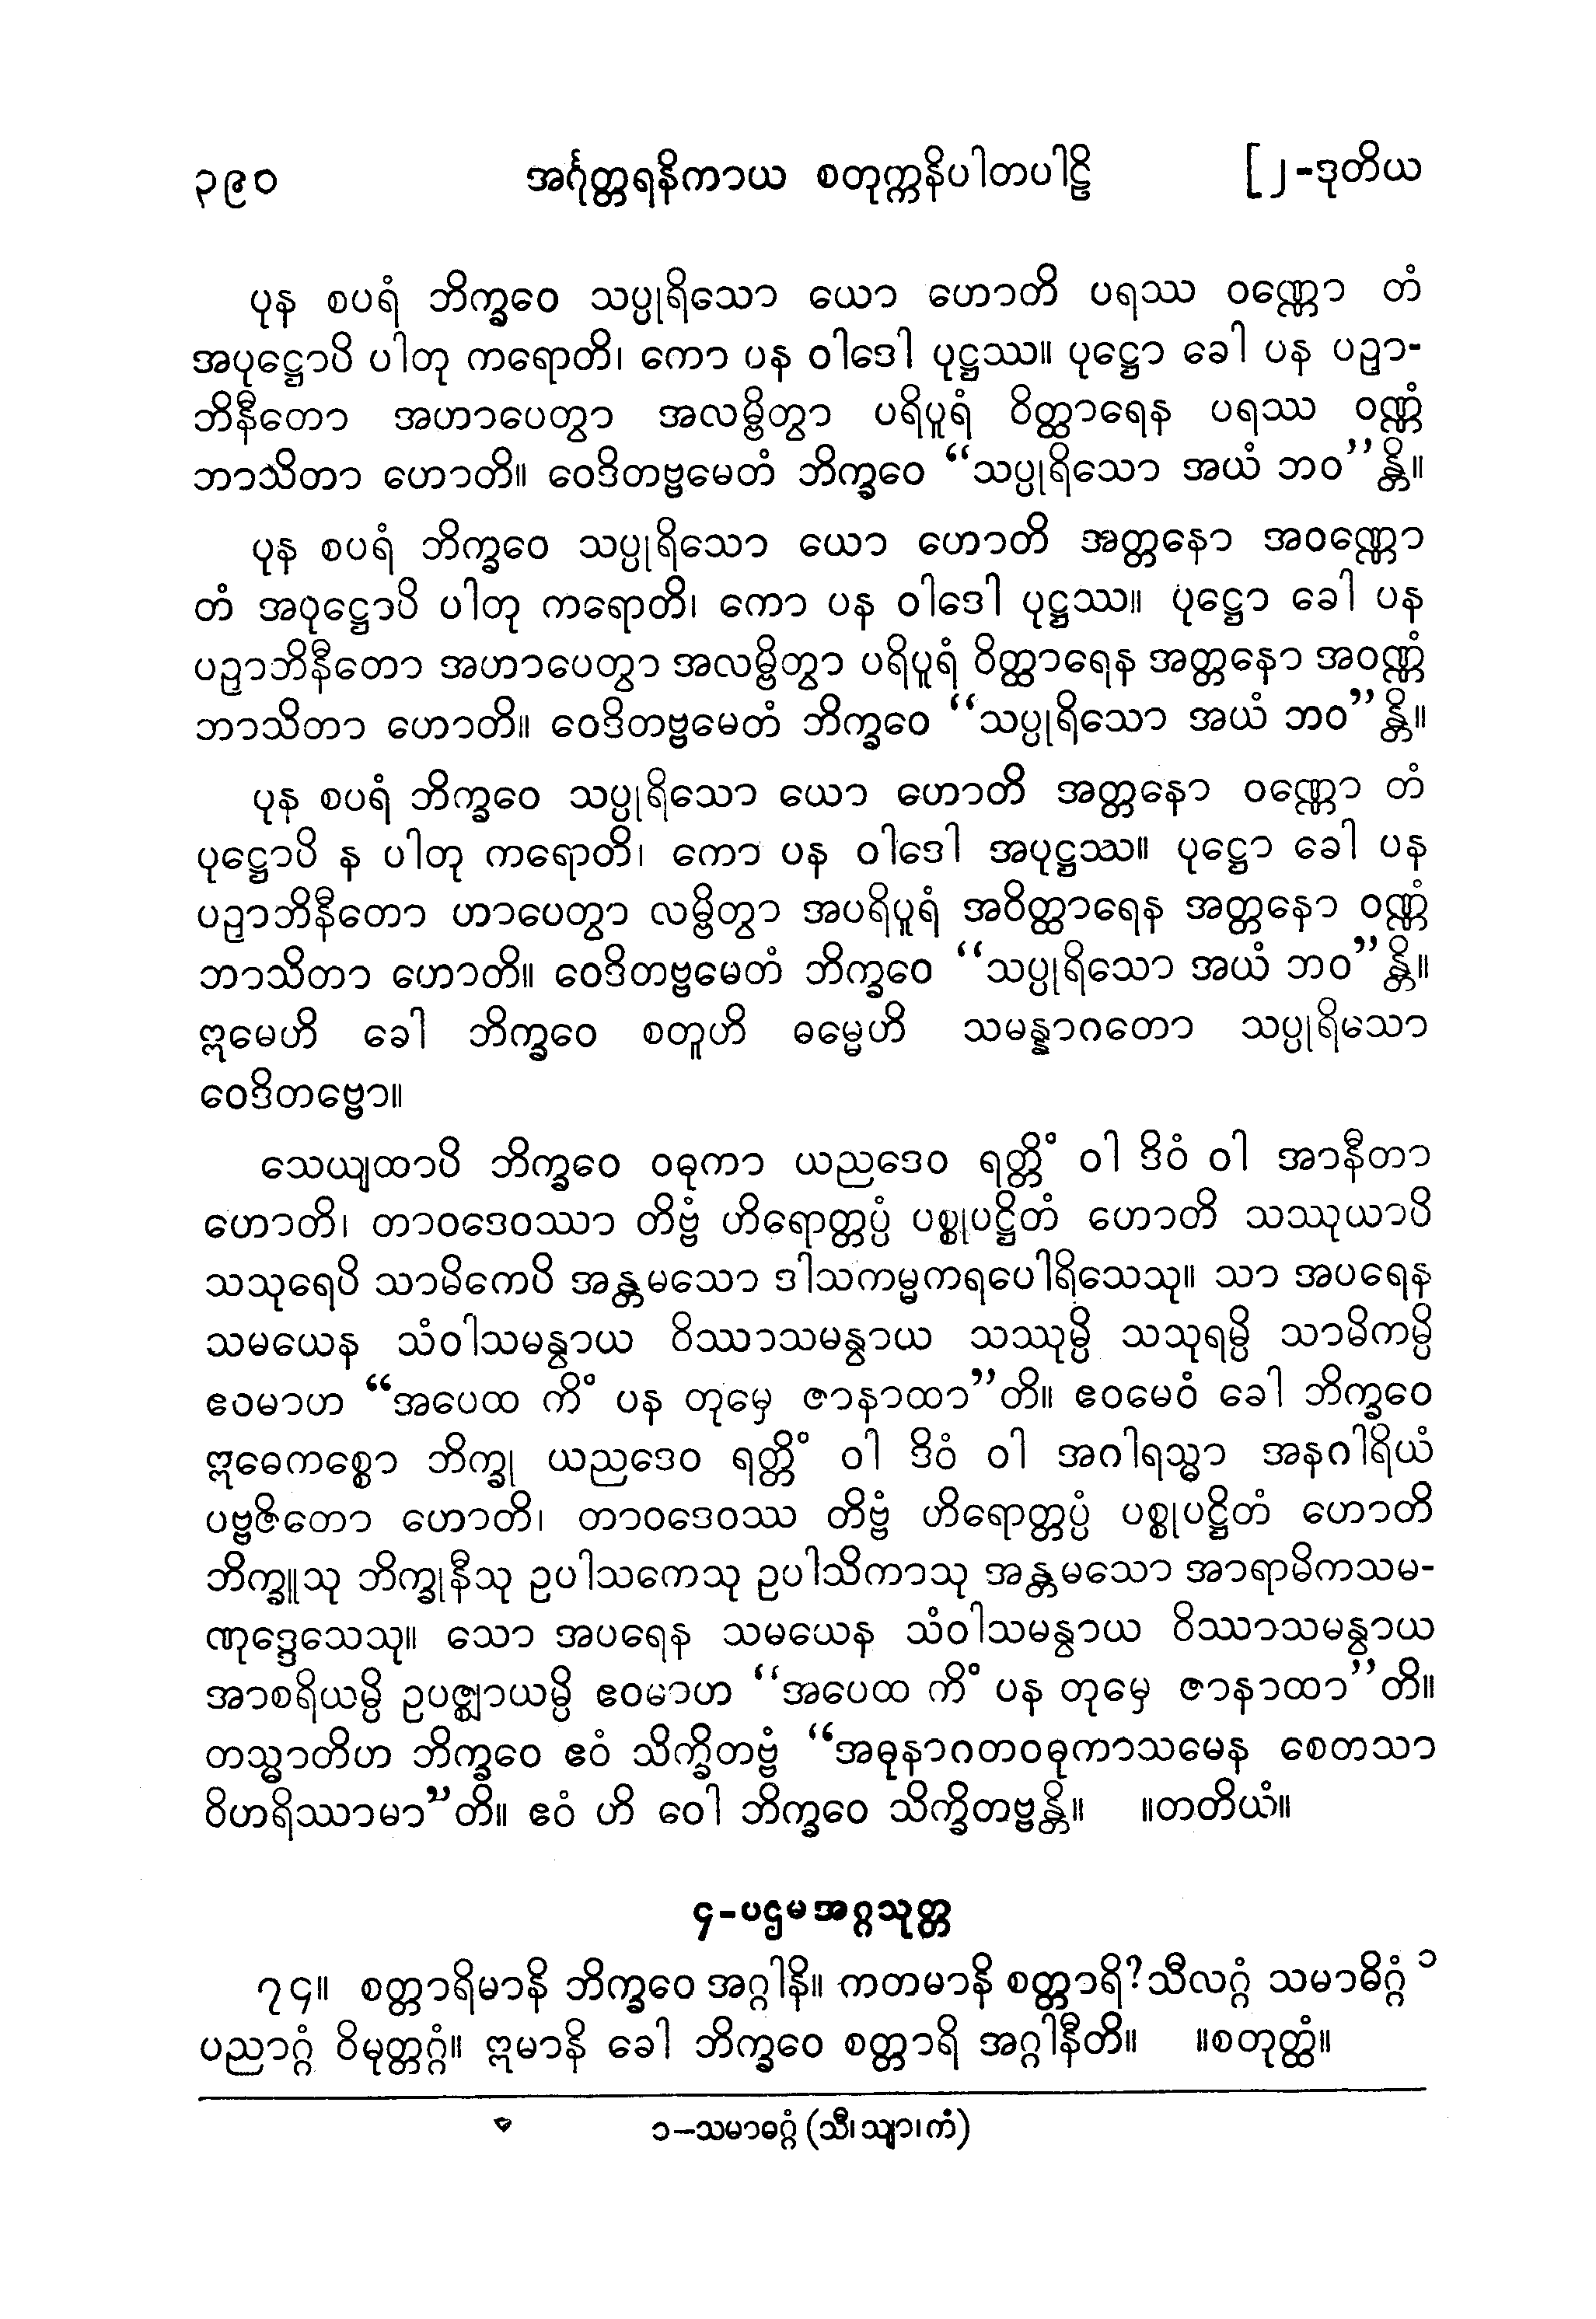 ၃၉၀ အင်္ဂုတ္တရနိကာယ စတုက္ကနိပါတပါဠိ [၂-ဒုတိယ
ပုန စပရံ ဘိက္ခဝေ သပ္ပုရိသော ယော ဟောတိ ပရဿ ဝဏ္ဏော တံ
အပုဋ္ဌောပိ ပါတု ကရောတိ၊ ကော ပန ဝါဒေါ ပုဋ္ဌဿ။ ပုဋ္ဌော ခေါ ပန ပဉှာ-
ဘိနီတော အဟာပေတွာ အလမ္ဗိတွာ ပရိပူရံ ဝိတ္ထာရေန ပရဿ ဝဏ္ဏံ
ဘာသိတာ ဟောတိ။ ဝေဒိတဗ္ဗမေတံ ဘိက္ခဝေ “သပ္ပုရိသော အယံ ဘဝ”န္တိ။
ပုန စပရံ ဘိက္ခဝေ သပ္ပုရိသော ယော ဟောတိ အတ္တနော အဝဏ္ဏော
တံ အပုဋ္ဌောပိ ပါတု ကရောတိ၊ ကော ပန ဝါဒေါ ပုဋ္ဌဿ။ ပုဋ္ဌော ခေါ ပန
ပဉှာဘိနီတော အဟာပေတွာ အလမ္ဗိတွာ ပရိပူရံ ဝိတ္ထာရေန အတ္တနော အဝဏ္ဏံ
ဘာသိတာ ဟောတိ။ ဝေဒိတဗ္ဗမေတံ ဘိက္ခဝေ “သပ္ပုရိသော အယံ ဘဝ”န္တိ။
ပုန စပရံ ဘိက္ခဝေ သပ္ပုရိသော ယော ဟောတိ အတ္တနော ဝဏ္ဏော တံ
ပုဋ္ဌောပိ န ပါတု ကရောတိ၊ ကော ပန ဝါဒေါ အပုဋ္ဌဿ။ ပုဋ္ဌော ခေါ ပန
ပဉှာဘိနီတော ဟာပေတွာ လမ္ဗိတွာ အပရိပူရံ အဝိတ္ထာရေန အတ္တနော ဝဏ္ဏံ
ဘာသိတာ ဟောတိ။ ဝေဒိတဗ္ဗမေတံ ဘိက္ခဝေ “သပ္ပုရိသော အယံ ဘဝ”န္တိ။
ဣမေဟိ ခေါ ဘိက္ခဝေ စတူဟိ ဓမ္မေဟိ သမန္နာဂတော သပ္ပုရိသော
ဝေဒိတဗ္ဗော။
သေယျထာပိ ဘိက္ခဝေ ဝဓုကာ ယညဒေဝ ရတ္တိံ ဝါ ဒိဝံ ဝါ အာနီတာ
ဟောတိ၊ တာဝဒေဝဿာ တိဗ္ဗံ ဟိရောတ္တပ္ပံ ပစ္စုပဋ္ဌိတံ ဟောတိ သဿုယာပိ
သသုရေပိ သာမိကေပိ အန္တမသော ဒါသကမ္မကရပေါရိသေသု။ သာ အပရေန
သမယေန သံဝါသမန္ဝာယ ဝိဿာသမန္ဝာယ သဿုမ္ပိ သသုရမ္ပိ သာမိကမ္ပိ
ဧဝမာဟ “အပေထ ကိံ ပန တုမှေ ဇာနာထာ”တိ။ ဧဝမေဝံ ခေါ ဘိက္ခဝေ
ဣဓေကစ္စော ဘိက္ခု ယညဒေဝ ရတ္တိံ ဝါ ဒိဝံ ဝါ အဂါရသ္မာ အနဂါရိယံ
ပဗ္ဗဇိတော ဟောတိ၊ တာဝဒေဝဿ တိဗ္ဗံ ဟိရောတ္တပ္ပံ ပစ္စုပဋ္ဌိတံ ဟောတိ
ဘိက္ခူသု ဘိက္ခုနီသု ဥပါသကေသု ဥပါသိကာသု အန္တမသော အာရာမိကသမ-
ဏုဒ္ဒေသေသု။ သော အပရေန သမယေန သံဝါသမန္ဝာယ ဝိဿာသမန္ဝာယ
အာစရိယမ္ပိ ဥပဇ္ဈာယမ္ပိ ဧဝမာဟ “အပေထ ကိံ ပန တုမှေ ဇာနာထာ”တိ။
တသ္မာတိဟ ဘိက္ခဝေ ဧဝံ သိက္ခိတဗ္ဗံ “အဓုနာဂတဝဓုကာသမေန စေတသာ
ဝိဟရိဿာမာ”တိ။ ဧဝံ ဟိ ဝေါ ဘိက္ခဝေ သိက္ခိတဗ္ဗန္တိ။ ။တတိယံ။
၄-ပဌမအဂ္ဂသုတ္တ
၇၄။ စတ္တာရိမာနိ ဘိက္ခဝေ အဂ္ဂါနိ။ ကတမာနိ စတ္တာရိ?သီလဂ္ဂံ သမာဓိဂ္ဂံ ၁
ပညာဂ္ဂံ ဝိမုတ္တဂ္ဂံ။ ဣမာနိ ခေါ ဘိက္ခဝေ စတ္တာရိ အဂ္ဂါနီတိ။ ။စတုတ္ထံ။
၁–သမာဓဂ္ဂံ (သီ၊သျာ၊ကံ)